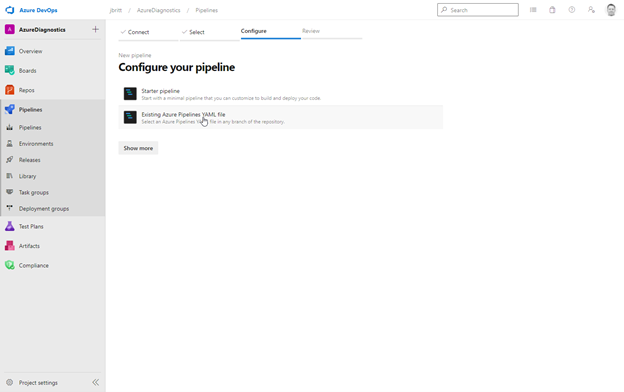 Azure DevOps
jbritt / AzureDiagnostics / Pipelines
Search
A AzureDiagnostics +
Connect
Select
Configure
Review
Overview
Boards
Repos
Pipelines
Pipelines
Environments
Releases
Library
Task groups
Deployment groups
Test Plans
Artifacts
Compliance
Project settings
New pipeline
Configure your pipeline
Starter pipeline
Start with a minimal pipeline that you can customize to build and deploy your code.
Existing Azure Pipelines YAML file
Select an Azure Pipelines YAML file in any branch of the repository.
Show more